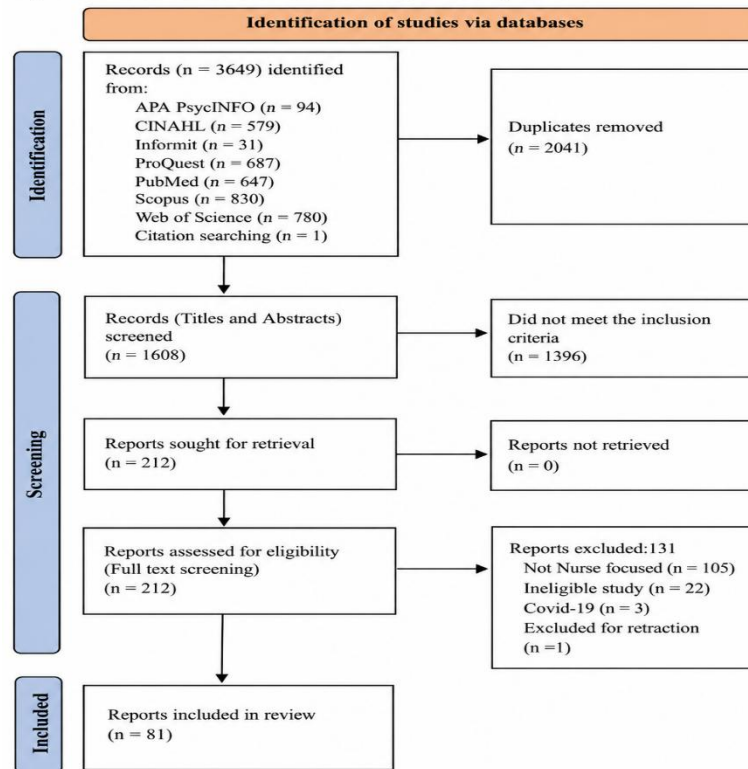 Identification of studies via databases
Identification
Records (n = 3649) identified
from:
APA PsycINFO (n = 94)
CINAHL (n = 579)
Informit (n = 31)
ProQuest (n = 687)
PubMed (n = 647)
Scopus (n = 830)
Web of Science (n = 780)
Citation searching (n = 1)
Duplicates removed
(n = 2041)
Screening
Records (Titles and Abstracts)
screened
(n = 1608)
Did not meet the inclusion
criteria
(n = 1396)
Reports sought for retrieval
(n = 212)
Reports not retrieved
(n = 0)
Reports assessed for eligibility
(Full text screening)
(n = 212)
Reports excluded:131
Not Nurse focused (n = 105)
Ineligible study (n = 22)
Covid-19 (n = 3)
Excluded for retraction
(n =1)
Included
Reports included in review
(n = 81)